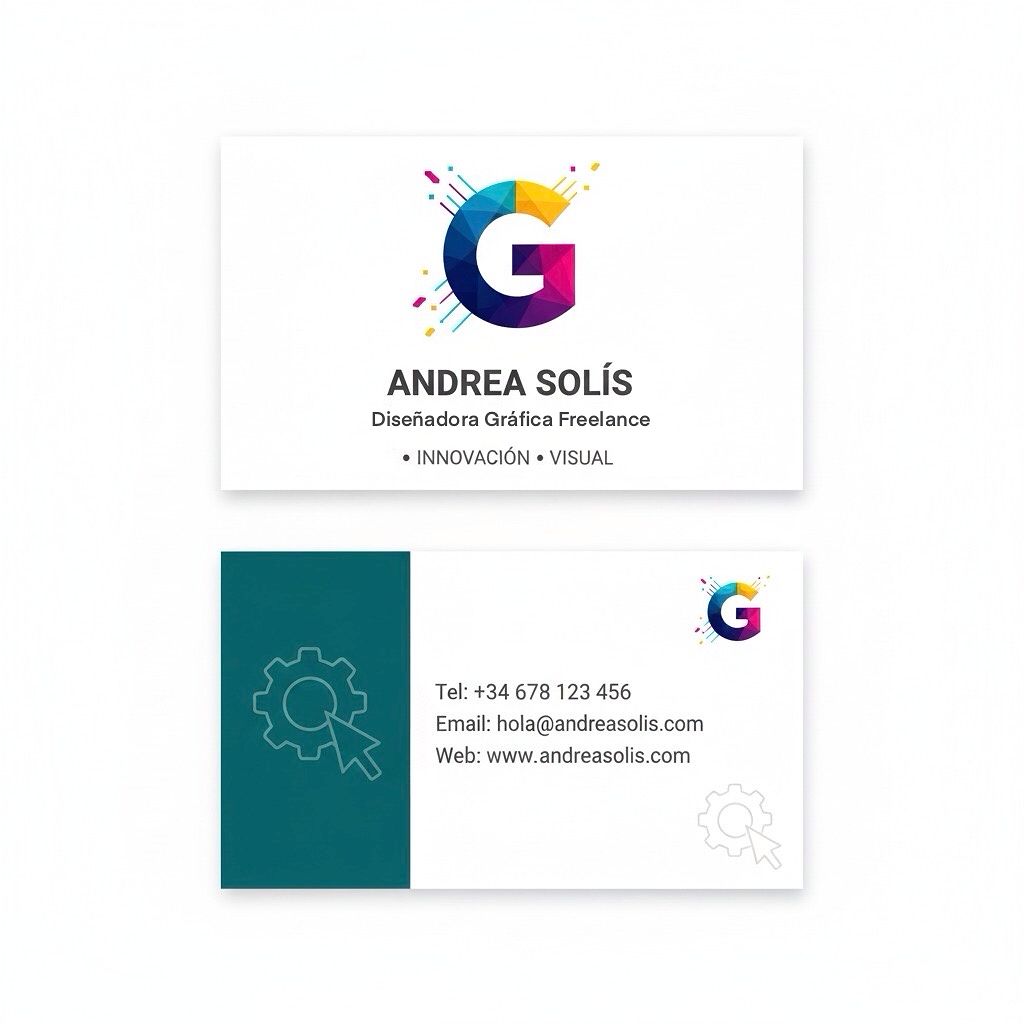 G
ANDREA SOLÍS
Diseñadora Gráfica Freelance
• INNOVACIÓN • VISUAL
G
Tel: +34 678 123 456
Email: hola@andreasolis.com
Web: www.andreasolis.com